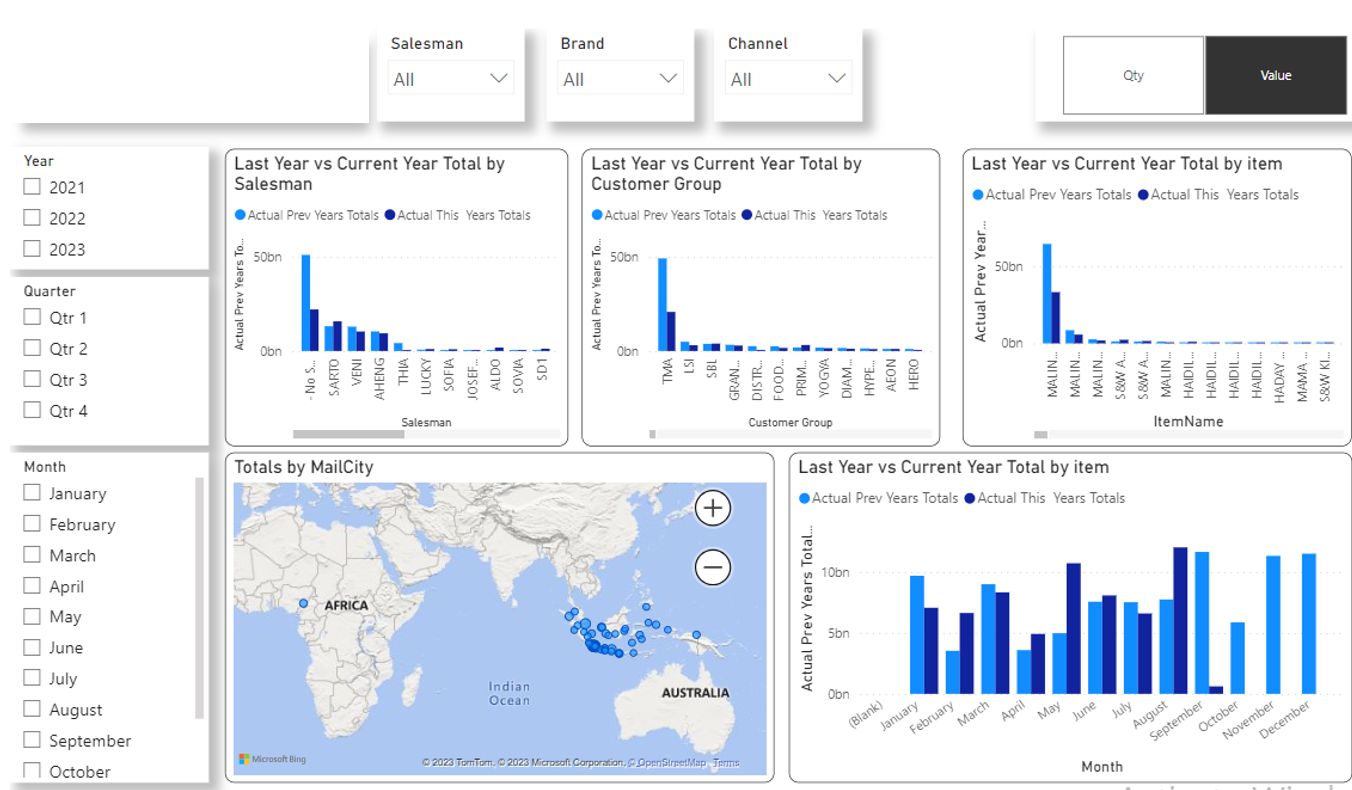 Salesman
All
Brand
All
Channel
All
Qty
Value
Year
2021
2022
2023
Quarter
Qtr 1
Qtr 2
Qtr 3
Qtr 4
Month
January
February
March
April
May
June
July
August
September
October
Last Year vs Current Year Total by
Salesman
Actual Prev Years Totals Actual This Years Totals
Actual Prev Years To...
50bn
0bn
- No S...
SARTO
VENI
AHENG
THIA
LUCKY
SOFIA
JOSEF...
ALDO
SOVIA
SD1
Salesman
Last Year vs Current Year Total by
Customer Group
Actual Prev Years Totals Actual This Years Totals
Actual Prev Years To...
50bn
0bn
TMA
LSI
SBL
GRAN...
DISTR...
FOOD...
PRIM...
YOGYA
DIAM...
HYPE...
AEON
HERO
Customer Group
Last Year vs Current Year Total by item
Actual Prev Years Totals Actual This Years Totals
Actual Prev Year...
50bn
0bn
MALIN...
MALIN...
MALIN...
S&W A...
S&W A...
MALIN...
HAIDIL...
HAIDIL...
HAIDIL...
HAIDIL...
HADAY ...
MAMA ...
S&W KI...
ItemName
Totals by MailCity
AFRICA
Indian
Ocean
AUSTRALIA
Microsoft Bing
© 2023 TomTom, © 2023 Microsoft Corporation, © OpenStreetMap Terms
Last Year vs Current Year Total by item
Actual Prev Years Totals Actual This Years Totals
Actual Prev Years Total...
10bn
5bn
0bn
(Blank)
January
February
March
April
May
June
July
August
September
October
November
December
Month